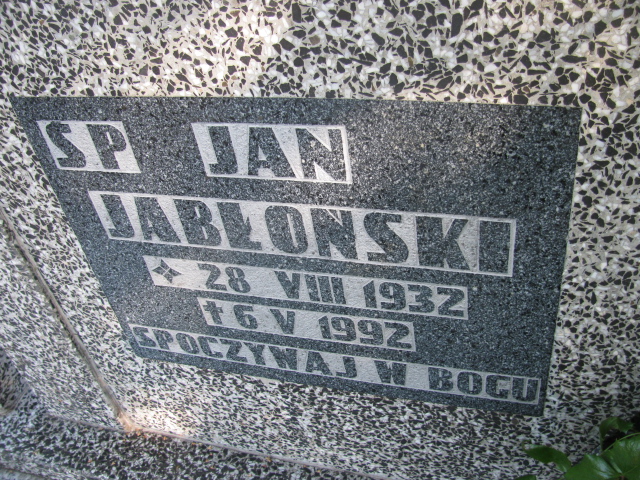 SP JAN
JABŁOŃSKI
✧ 28 VIII 1932
† 6 V 1992
SPOCZYWAJ W BOGU